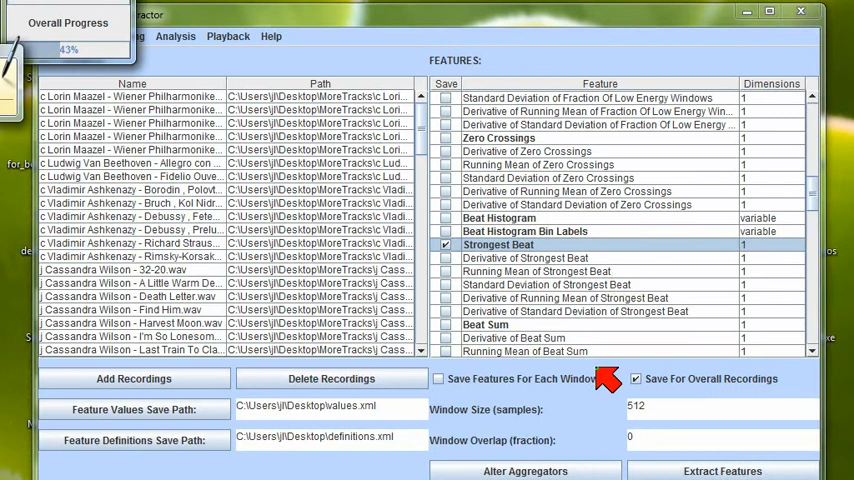 Overall Progress
43%
ractor
Analysis Playback Help
FEATURES:
Name Path
c Lorin Maazel - Wiener Philharmonike... C:\Users\jl\Desktop\MoreTracks\c Lori...
c Lorin Maazel - Wiener Philharmonike... C:\Users\jl\Desktop\MoreTracks\c Lori...
c Lorin Maazel - Wiener Philharmonike... C:\Users\jl\Desktop\MoreTracks\c Lori...
c Lorin Maazel - Wiener Philharmonike... C:\Users\jl\Desktop\MoreTracks\c Lori...
c Lorin Maazel - Wiener Philharmonike... C:\Users\jl\Desktop\MoreTracks\c Lori...
c Ludwig Van Beethoven - Allegro con ... C:\Users\jl\Desktop\MoreTracks\c Lud...
c Ludwig Van Beethoven - Fidelio Ouve... C:\Users\jl\Desktop\MoreTracks\c Lud...
c Vladimir Ashkenazy - Borodin , Polovt... C:\Users\jl\Desktop\MoreTracks\c Vladi...
c Vladimir Ashkenazy - Bruch , Kol Nidr... C:\Users\jl\Desktop\MoreTracks\c Vladi...
c Vladimir Ashkenazy - Debussy , Fete... C:\Users\jl\Desktop\MoreTracks\c Vladi...
c Vladimir Ashkenazy - Debussy , Prelu... C:\Users\jl\Desktop\MoreTracks\c Vladi...
c Vladimir Ashkenazy - Richard Straus... C:\Users\jl\Desktop\MoreTracks\c Vladi...
c Vladimir Ashkenazy - Rimsky-Korsak... C:\Users\jl\Desktop\MoreTracks\c Vladi...
j Cassandra Wilson - 32-20.wav C:\Users\jl\Desktop\MoreTracks\j Cass...
j Cassandra Wilson - A Little Warm De... C:\Users\jl\Desktop\MoreTracks\j Cass...
j Cassandra Wilson - Death Letter.wav C:\Users\jl\Desktop\MoreTracks\j Cass...
j Cassandra Wilson - Find Him.wav C:\Users\jl\Desktop\MoreTracks\j Cass...
j Cassandra Wilson - Harvest Moon.wav C:\Users\jl\Desktop\MoreTracks\j Cass...
j Cassandra Wilson - I'm So Lonesom... C:\Users\jl\Desktop\MoreTracks\j Cass...
j Cassandra Wilson - Last Train To Cla... C:\Users\jl\Desktop\MoreTracks\j Cass...
Save Feature Dimensions
Standard Deviation of Fraction Of Low Energy Windows 1
Derivative of Running Mean of Fraction Of Low Energy Win... 1
Derivative of Standard Deviation of Fraction Of Low Energy ... 1
Zero Crossings 1
Derivative of Zero Crossings 1
Running Mean of Zero Crossings 1
Standard Deviation of Zero Crossings 1
Derivative of Running Mean of Zero Crossings 1
Derivative of Standard Deviation of Zero Crossings 1
Beat Histogram variable
Beat Histogram Bin Labels variable
Strongest Beat 1
Derivative of Strongest Beat 1
Running Mean of Strongest Beat 1
Standard Deviation of Strongest Beat 1
Derivative of Running Mean of Strongest Beat 1
Derivative of Standard Deviation of Strongest Beat 1
Beat Sum 1
Derivative of Beat Sum 1
Running Mean of Beat Sum 1
Add Recordings Delete Recordings
Save Features For Each Window Save For Overall Recordings
Feature Values Save Path: C:\Users\jl\Desktop\values.xml
Window Size (samples): 512
Feature Definitions Save Path: C:\Users\jl\Desktop\definitions.xml
Window Overlap (fraction): 0
Alter Aggregators Extract Features
for_b